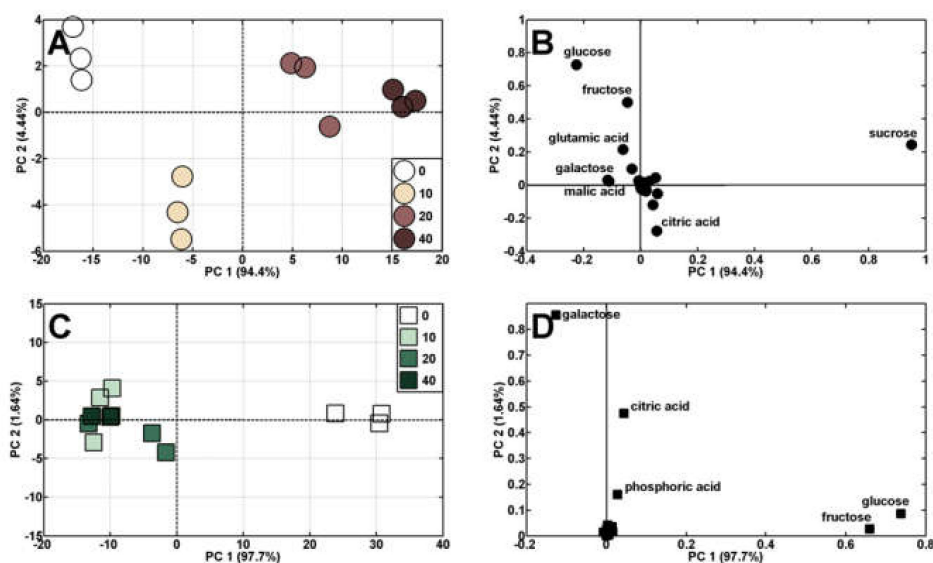 A
PC 2 (4.44%)
4
2
0
-2
-4
-6
-20
-15
-10
-5
0
5
10
15
20
PC 1 (94.4%)
0
10
20
40
B
PC 2 (4.44%)
1
0.8
0.6
0.4
0.2
0
-0.2
-0.4
-0.4
-0.2
0
0.2
0.4
0.6
0.8
1
PC 1 (94.4%)
glucose
fructose
glutamic acid
galactose
malic acid
citric acid
sucrose
C
PC 2 (1.64%)
15
10
5
0
-5
-10
-15
-20
-10
0
10
20
30
40
PC 1 (97.7%)
0
10
20
40
D
PC 2 (1.64%)
0.8
0.7
0.6
0.5
0.4
0.3
0.2
0.1
0
-0.2
0
0.2
0.4
0.6
0.8
PC 1 (97.7%)
galactose
citric acid
phosphoric acid
glucose
fructose